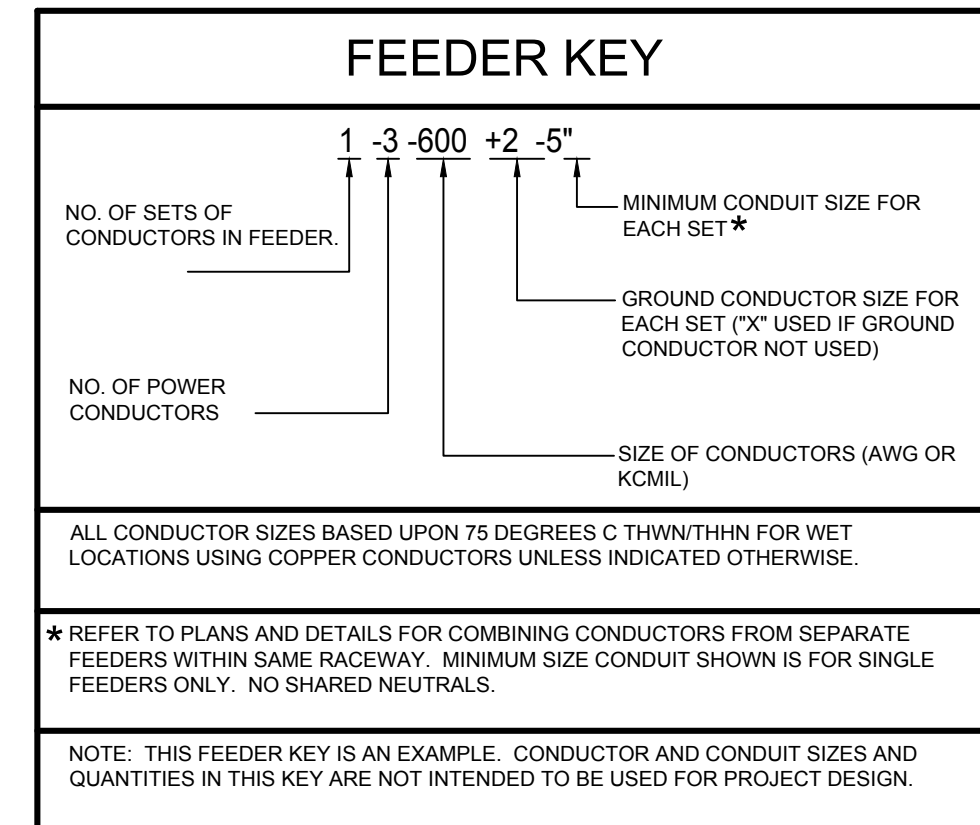 FEEDER KEY
1 -3 -600 +2 -5"
NO. OF SETS OF
CONDUCTORS IN FEEDER.
MINIMUM CONDUIT SIZE FOR
EACH SET*
GROUND CONDUCTOR SIZE FOR
EACH SET ("X" USED IF GROUND
CONDUCTOR NOT USED)
NO. OF POWER
CONDUCTORS
SIZE OF CONDUCTORS (AWG OR
KCMIL)
ALL CONDUCTOR SIZES BASED UPON 75 DEGREES C THWN/THHN FOR WET
LOCATIONS USING COPPER CONDUCTORS UNLESS INDICATED OTHERWISE.
* REFER TO PLANS AND DETAILS FOR COMBINING CONDUCTORS FROM SEPARATE
FEEDERS WITHIN SAME RACEWAY. MINIMUM SIZE CONDUIT SHOWN IS FOR SINGLE
FEEDERS ONLY. NO SHARED NEUTRALS.
NOTE: THIS FEEDER KEY IS AN EXAMPLE. CONDUCTOR AND CONDUIT SIZES AND
QUANTITIES IN THIS KEY ARE NOT INTENDED TO BE USED FOR PROJECT DESIGN.